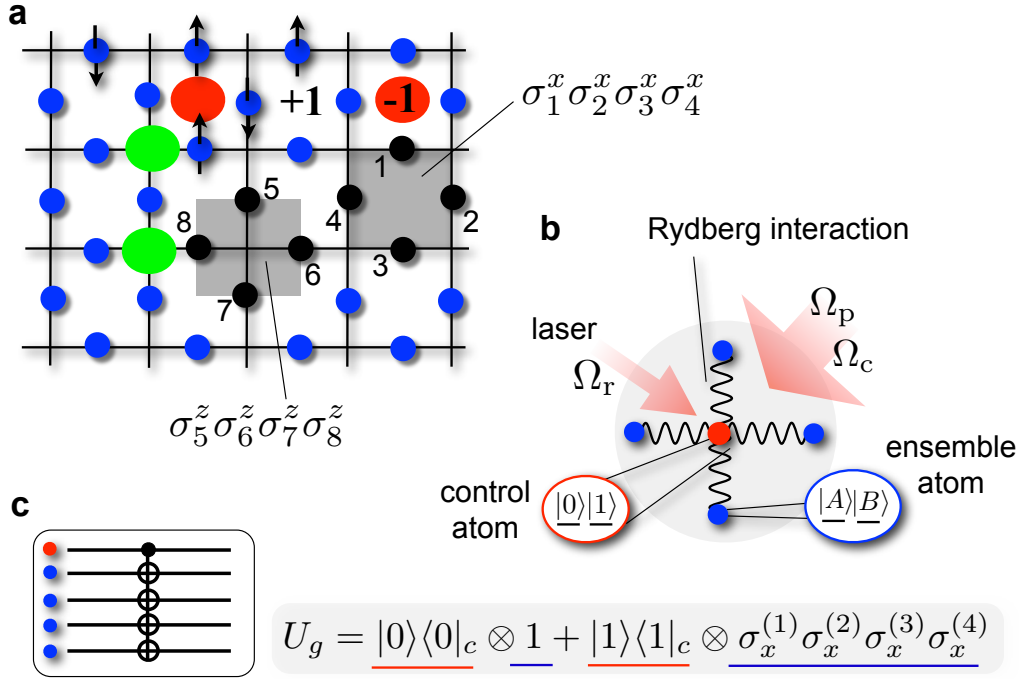 a
+1
-1
σ₁ˣσ₂ˣσ₃ˣσ₄ˣ
1
5
4
2
8
6
3
7
σ₅ᶻσ₆ᶻσ₇ᶻσ₈ᶻ
b
Rydberg interaction
laser
Ωᵣ
Ωₚ
Ω_c
control
atom
|0⟩|1⟩
ensemble
atom
|A⟩|B⟩
c
U_g = |0⟩⟨0|_c ⊗ 1 + |1⟩⟨1|_c ⊗ σ_x^(1) σ_x^(2) σ_x^(3) σ_x^(4)